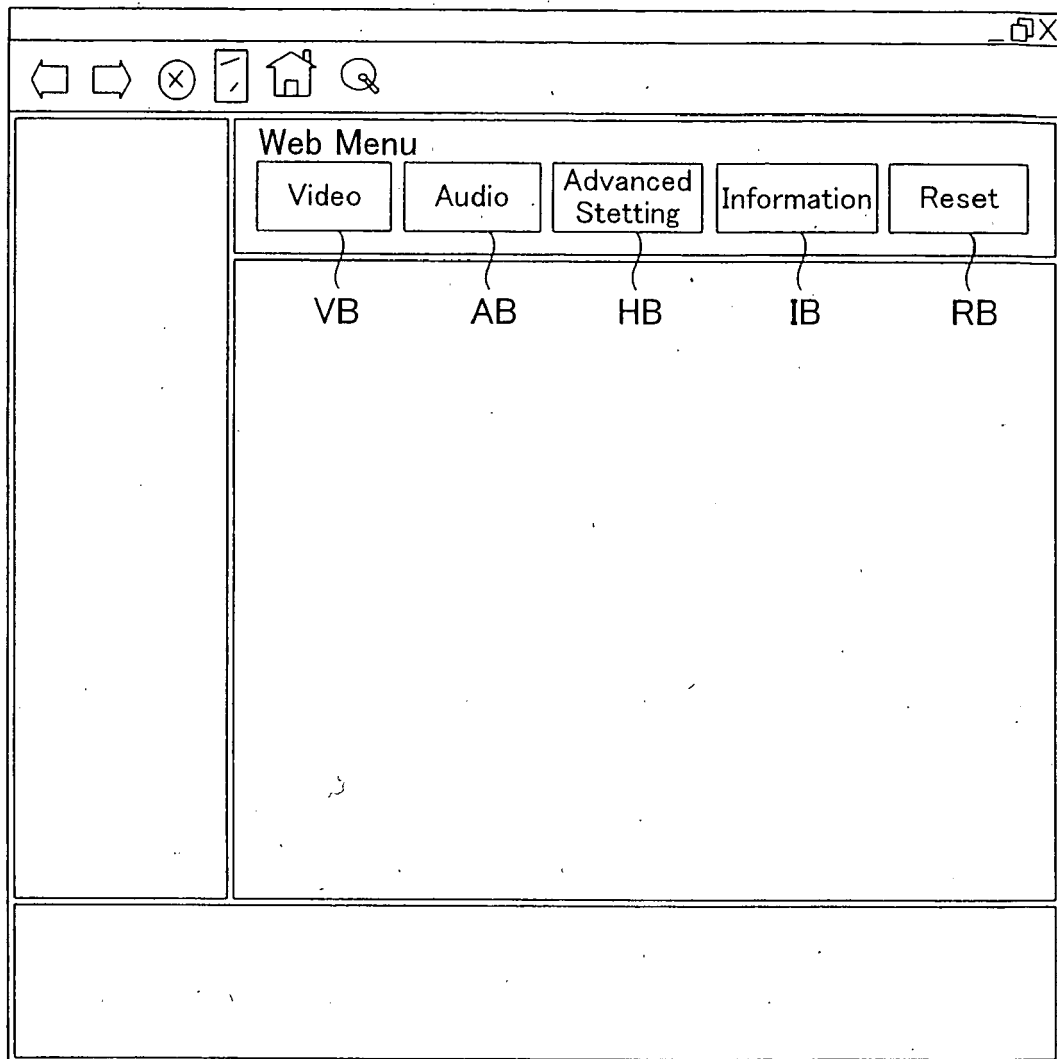 Web Menu
Video
Audio
Advanced
Stetting
Information
Reset
VB
AB
HB
IB
RB